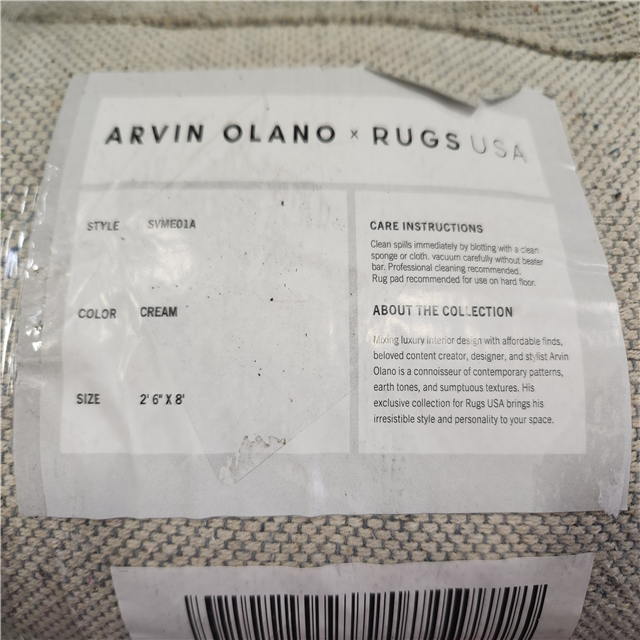 ARVIN OLANO x RUGS USA
STYLE SVME01A
COLOR CREAM
SIZE 2' 6" X 8'
CARE INSTRUCTIONS
Clean spills immediately by blotting with a clean
sponge or cloth. vacuum carefully without beater
bar. Professional cleaning recommended.
Rug pad recommended for use on hard floor.
ABOUT THE COLLECTION
Mixing luxury interior design with affordable finds,
beloved content creator, designer, and stylist Arvin
Olano is a connoisseur of contemporary patterns,
earth tones, and sumptuous textures. His
exclusive collection for Rugs USA brings his
irresistible style and personality to your space.